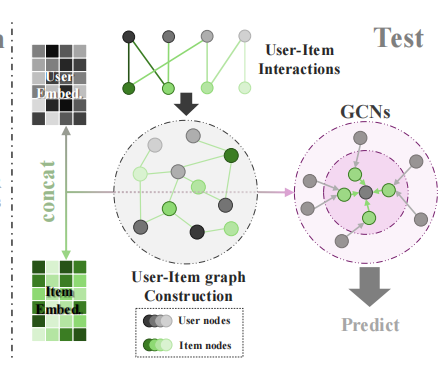 Test
User-Item
Interactions
User
Embed.
GCNs
concat
Item
Embed.
User-Item graph
Construction
User nodes
Item nodes
Predict